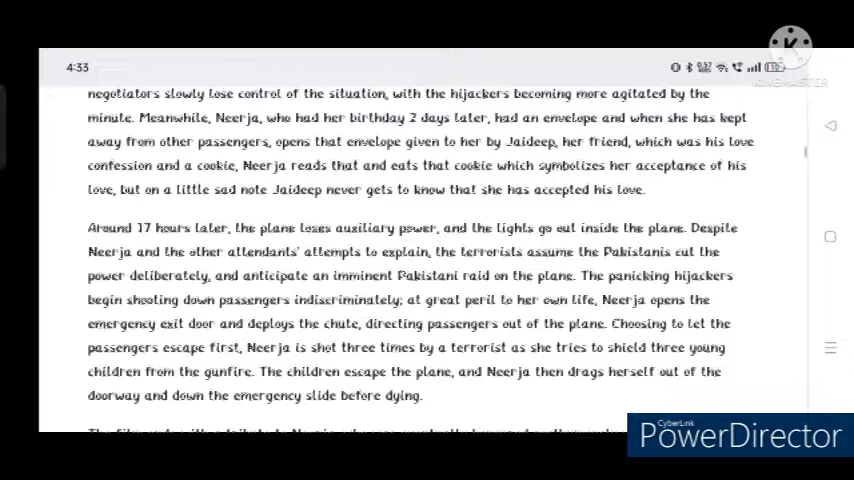 4:33
KINEMASTER
negotiators slowly lose control of the situation, with the hijackers becoming more agitated by the
minute. Meanwhile, Neerja, who had her birthday 2 days later, had an envelope and when she has kept
away from other passengers, opens that envelope given to her by Jaideep, her friend, which was his love
confession and a cookie, Neerja reads that and eats that cookie which symbolizes her acceptance of his
love, but on a little sad note Jaideep never gets to know that she has accepted his love.
Around 17 hours later, the plane loses auxiliary power, and the lights go out inside the plane. Despite
Neerja and the other attendants' attempts to explain, the terrorists assume the Pakistanis cut the
power deliberately, and anticipate an imminent Pakistani raid on the plane. The panicking hijackers
begin shooting down passengers indiscriminately; at great peril to her own life, Neerja opens the
emergency exit door and deploys the chute, directing passengers out of the plane. Choosing to let the
passengers escape first, Neerja is shot three times by a terrorist as she tries to shield three young
children from the gunfire. The children escape the plane, and Neerja then drags herself out of the
doorway and down the emergency slide before dying.
CyberLink
PowerDirector